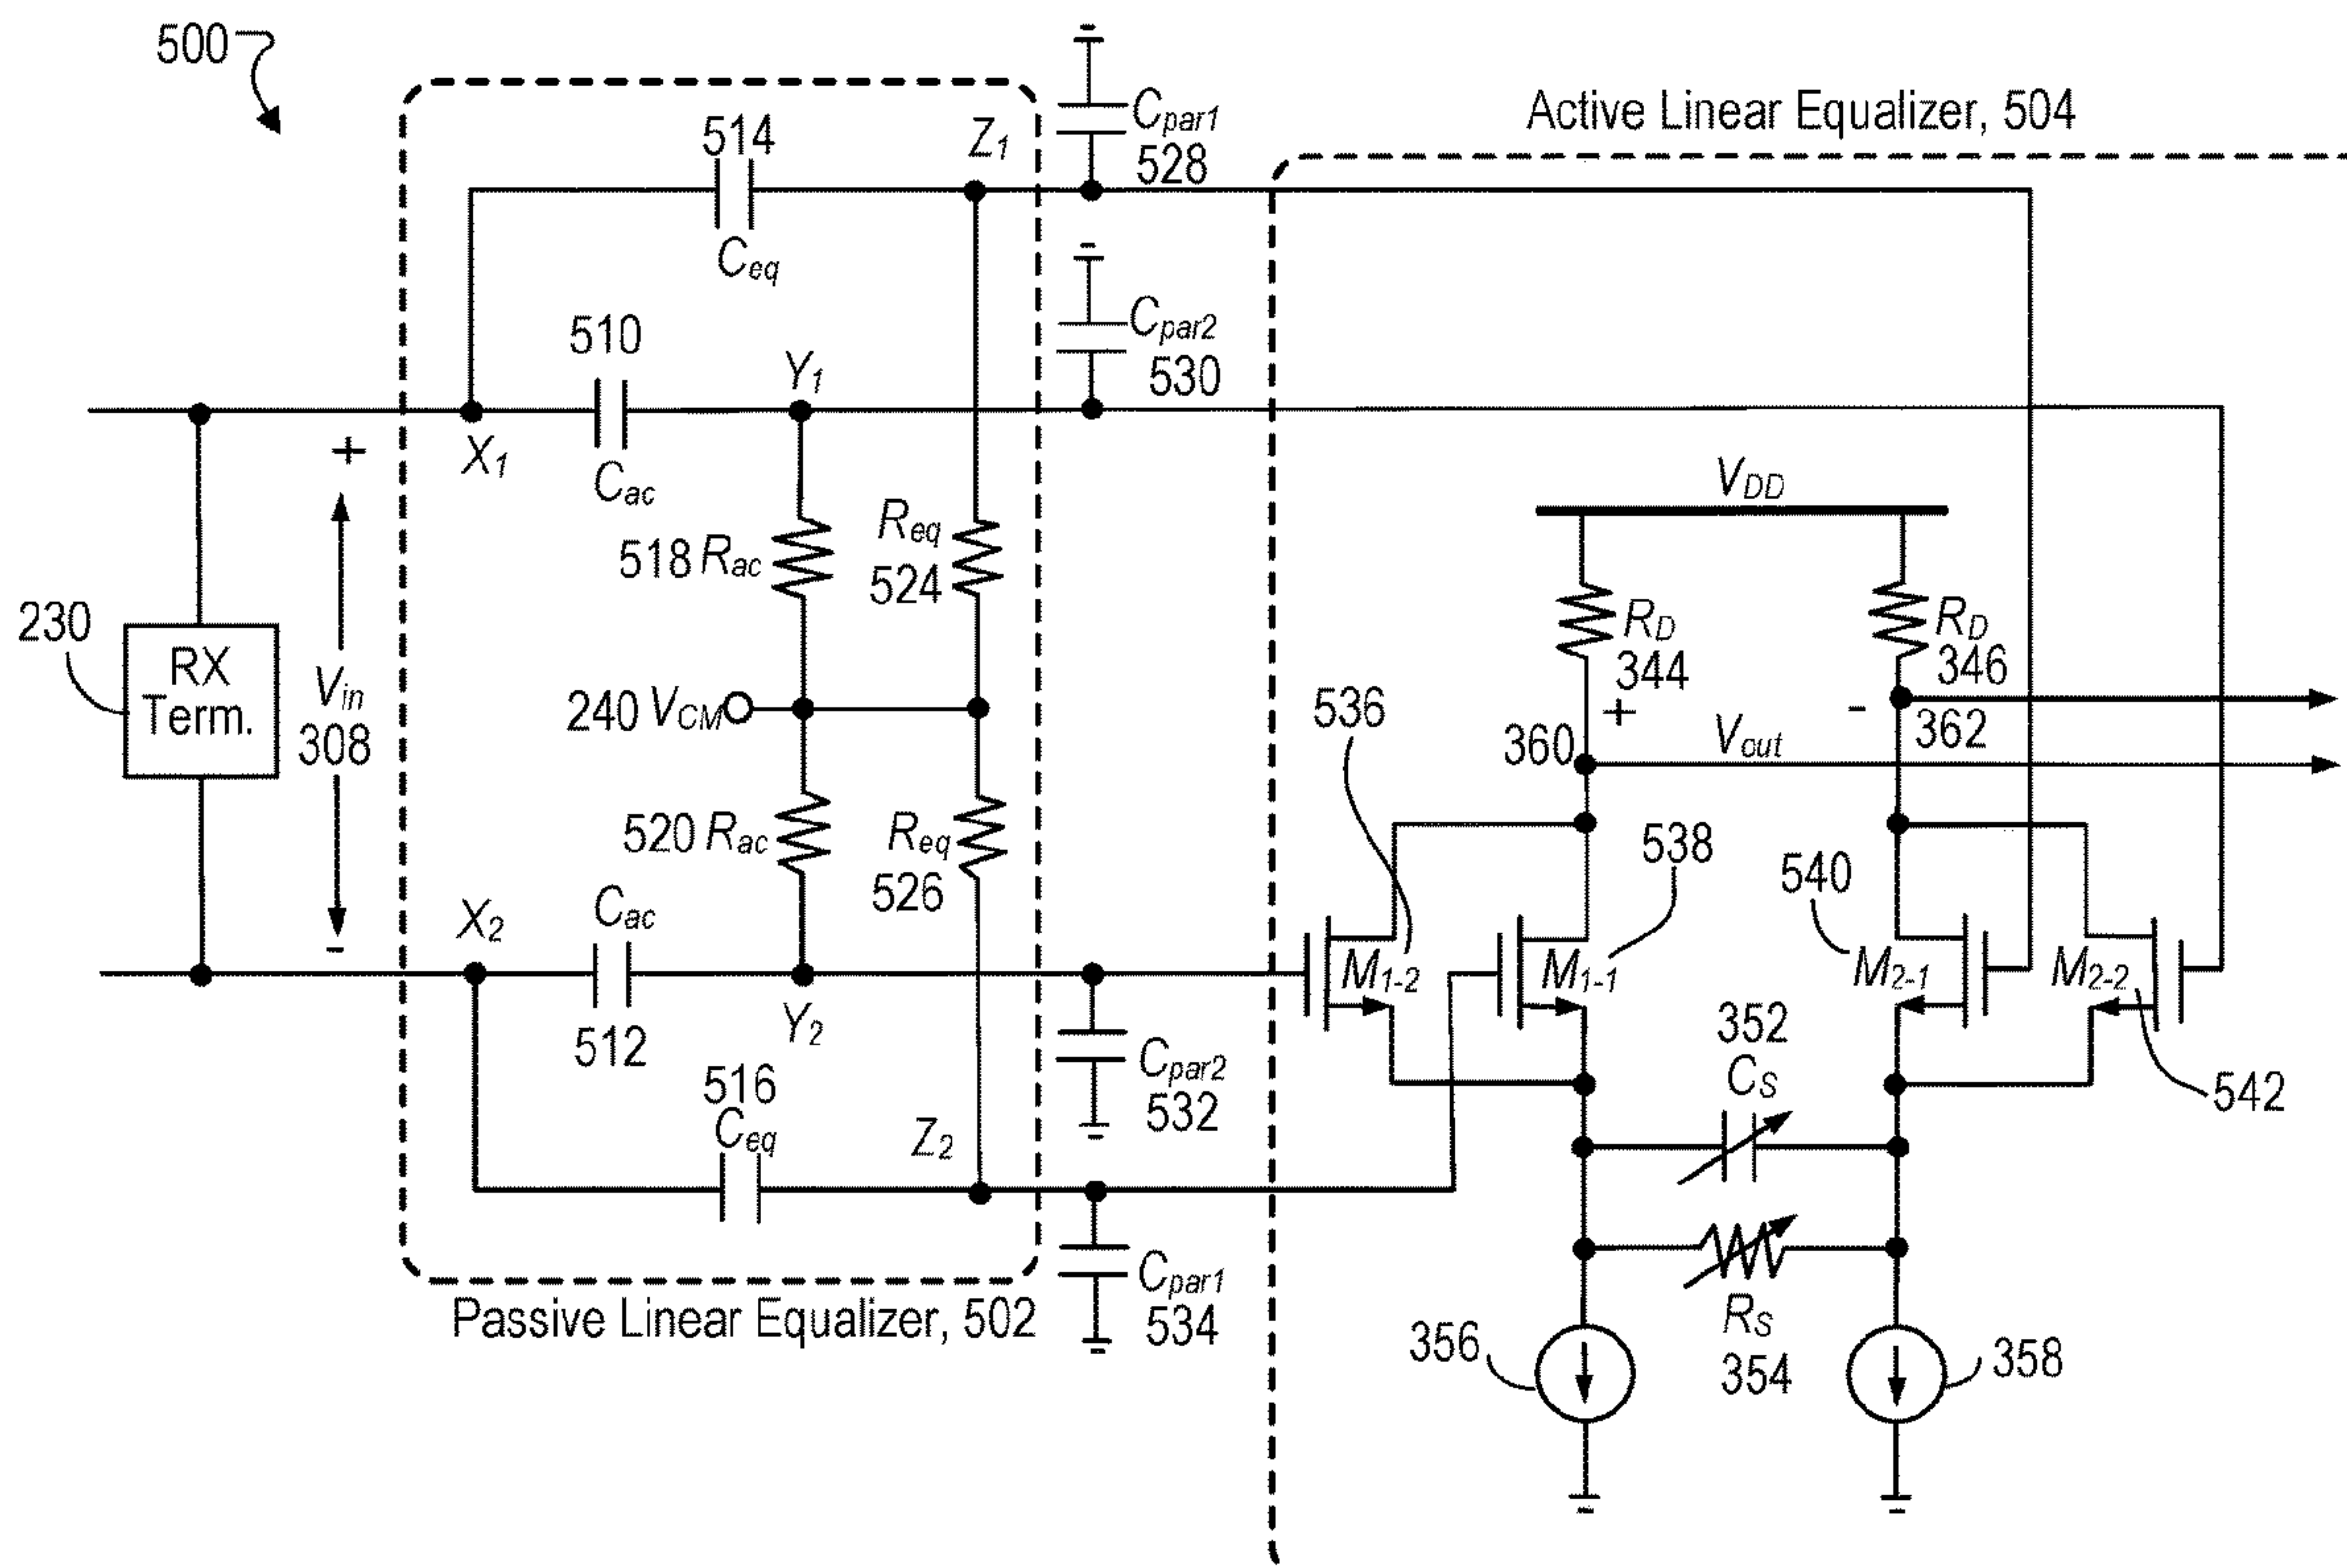 500
514
Z1
Cpar1
528
Active Linear Equalizer, 504
Ceq
510
Y1
Cpar2
530
+
X1
Cac
VDD
Req
524
518 Rac
230
RX
Term.
Vin
308
RD
344
RD
346
536
240 VCM
+
-
360
Vcut
362
520 Rac
Req
526
538
540
X2
Cac
-
M1-2
M1-1
M2-1
M2-2
512
Y2
352
CS
516
Ceq
Cpar2
532
542
Z2
Cpar1
534
Passive Linear Equalizer, 502
RS
354
356
358